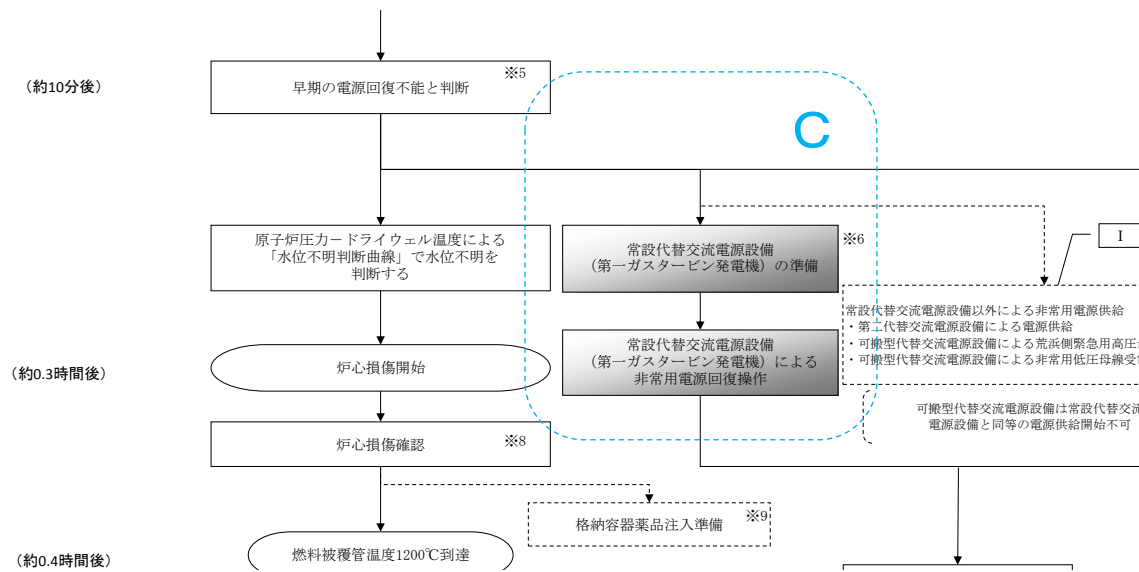 (約10分後)
早期の電源回復不能と判断
※5
C
原子炉圧力－ドライウェル温度による
「水位不明判断曲線」で水位不明を
判断する
常設代替交流電源設備
（第一ガスタービン発電機）の準備
※6
I
常設代替交流電源設備以外による非常用電源供給
・第二代替交流電源設備による電源供給
・可搬型代替交流電源設備による荒浜側緊急用高圧
・可搬型代替交流電源設備による非常用低圧母線受
(約0.3時間後)
炉心損傷開始
常設代替交流電源設備
（第一ガスタービン発電機）による
非常用電源回復操作
可搬型代替交流電源設備は常設代替交流
電源設備と同等の電源供給開始不可
炉心損傷確認
※8
格納容器薬品注入準備
※9
(約0.4時間後)
燃料被覆管温度1200℃到達